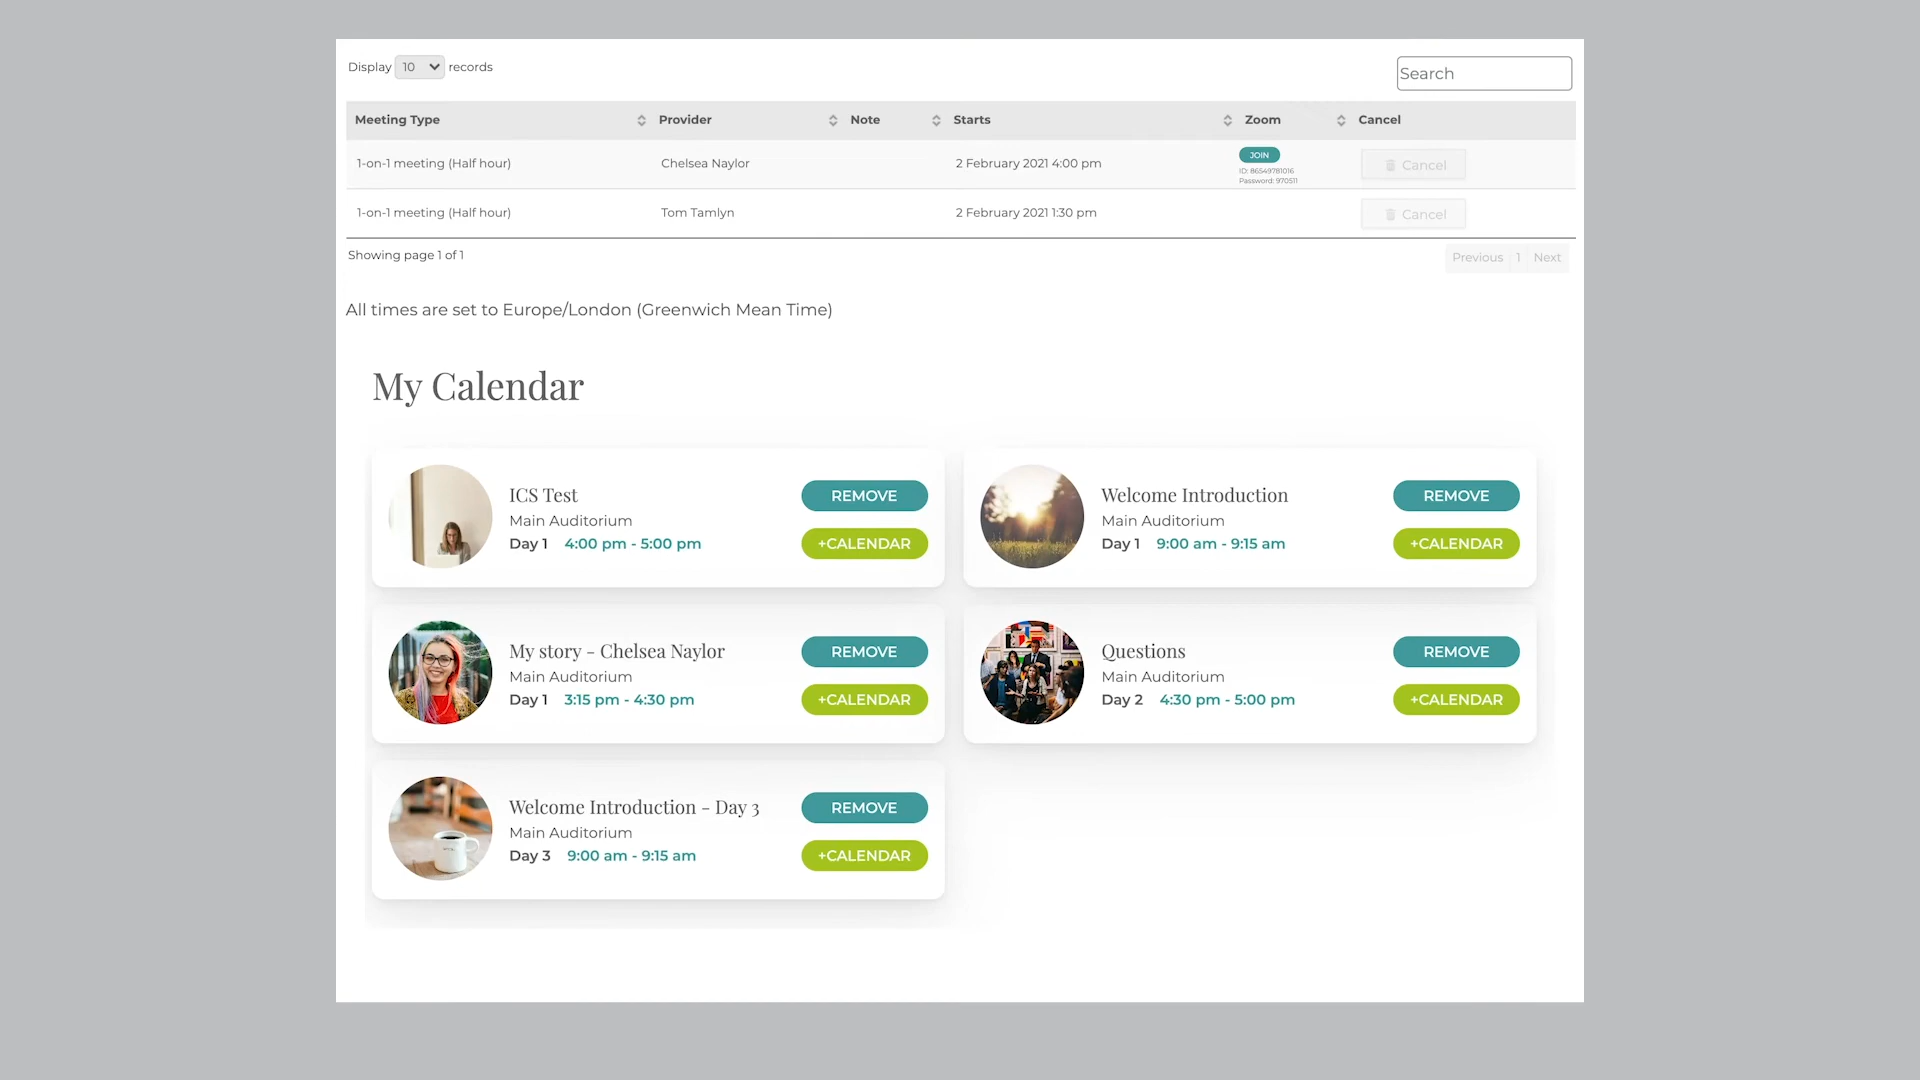 Display 10 records
Search
Meeting Type Provider Note Starts Zoom Cancel
1-on-1 meeting (Half hour) Chelsea Naylor 2 February 2021 4:00 pm JOIN Cancel
ID: 86549781016
Password: 970511
1-on-1 meeting (Half hour) Tom Tamlyn 2 February 2021 1:30 pm Cancel
Showing page 1 of 1
Previous 1 Next
All times are set to Europe/London (Greenwich Mean Time)
My Calendar
ICS Test
Main Auditorium
Day 1 4:00 pm - 5:00 pm
REMOVE
+CALENDAR
Welcome Introduction
Main Auditorium
Day 1 9:00 am - 9:15 am
REMOVE
+CALENDAR
My story - Chelsea Naylor
Main Auditorium
Day 1 3:15 pm - 4:30 pm
REMOVE
+CALENDAR
Questions
Main Auditorium
Day 2 4:30 pm - 5:00 pm
REMOVE
+CALENDAR
Welcome Introduction - Day 3
Main Auditorium
Day 3 9:00 am - 9:15 am
REMOVE
+CALENDAR